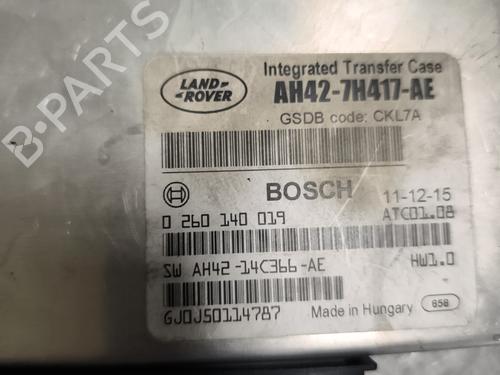 B-PARTS
LAND-
-ROVER
Integrated Transfer Case
AH42-7H417-AE
GSDB code: CKL7A
BOSCH
11-12-15
0 260 140 019
ATC01.08
SW AH42-14C366-AE
HW1.0
GJ0J50114787
Made in Hungary
658